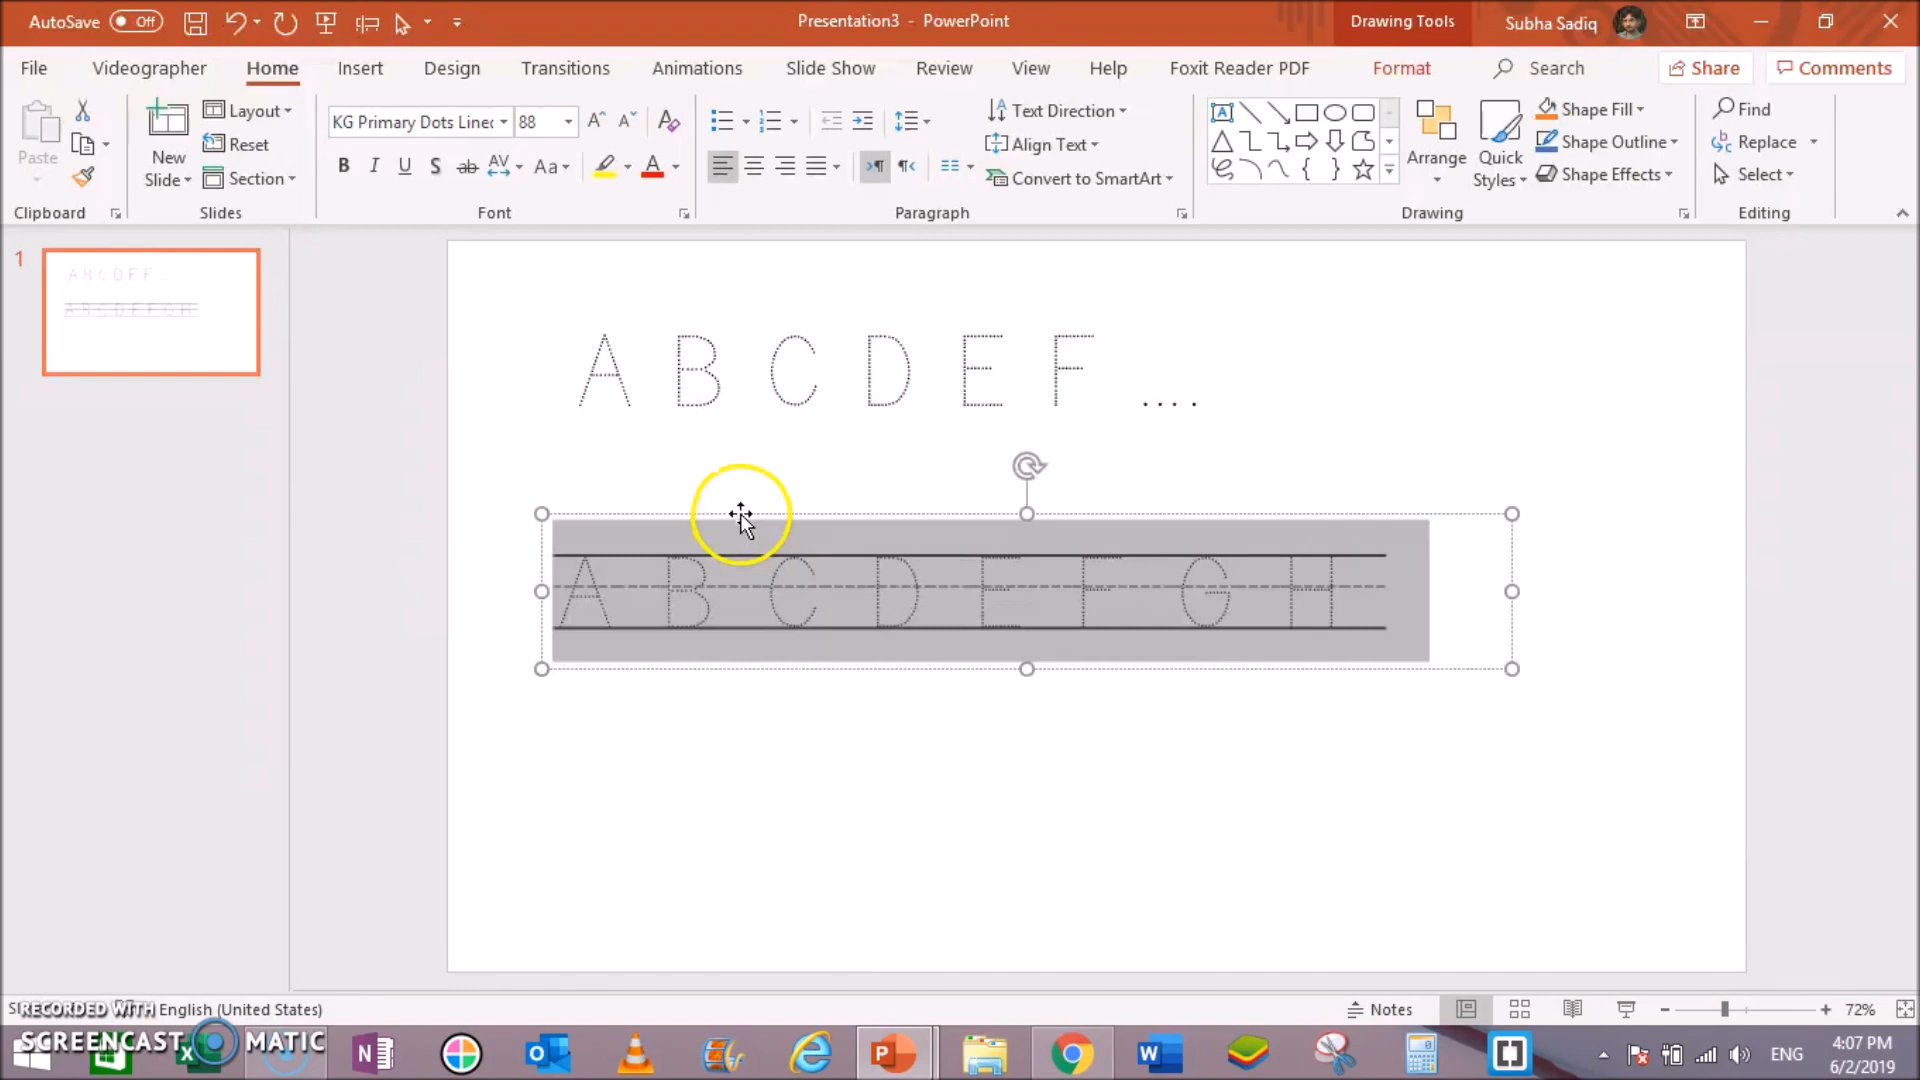 AutoSave Off
Presentation3 - PowerPoint
Drawing Tools
Subha Sadiq
File Videographer Home Insert Design Transitions Animations Slide Show Review View Help Foxit Reader PDF Format Search Share Comments
Paste
New Slide
Layout
Reset
Section
KG Primary Dots Linec 88
B I U S ab AV Aa A
Text Direction
Align Text
Convert to SmartArt
Arrange
Quick Styles
Shape Fill
Shape Outline
Shape Effects
Find
Replace
Select
Clipboard Slides Font Paragraph Drawing Editing
1
A B C D E F
A B C D E F G H
A B C D E F ....
A B C D E F G H
English (United States)
Notes
72%
RECORDED WITH
SCREENCAST MATIC
ENG
4:07 PM
6/2/2019